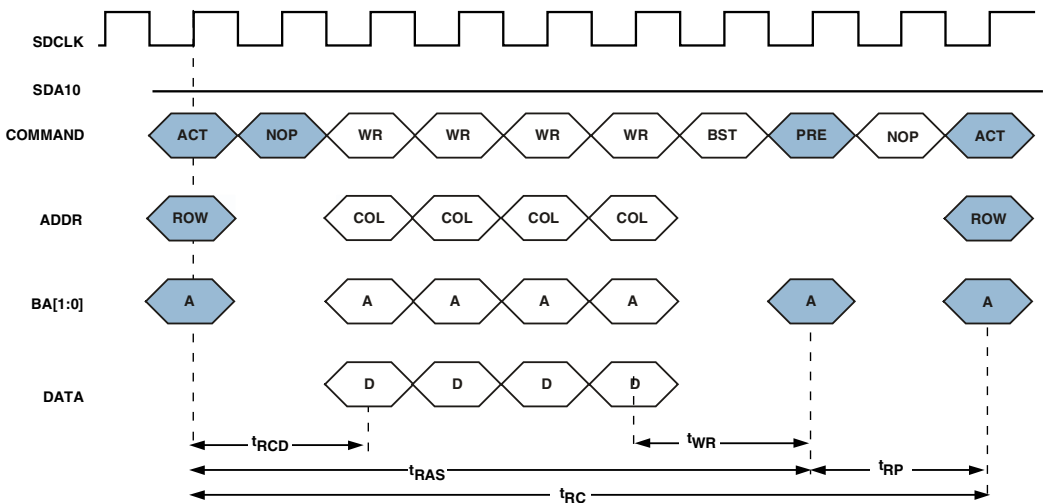 SDCLK
SDA10
COMMAND ACT NOP WR WR WR WR BST PRE NOP ACT
ADDR ROW COL COL COL COL ROW
BA[1:0] A A A A A A A
DATA D D D D
tRCD tWR
tRAS tRP
tRC